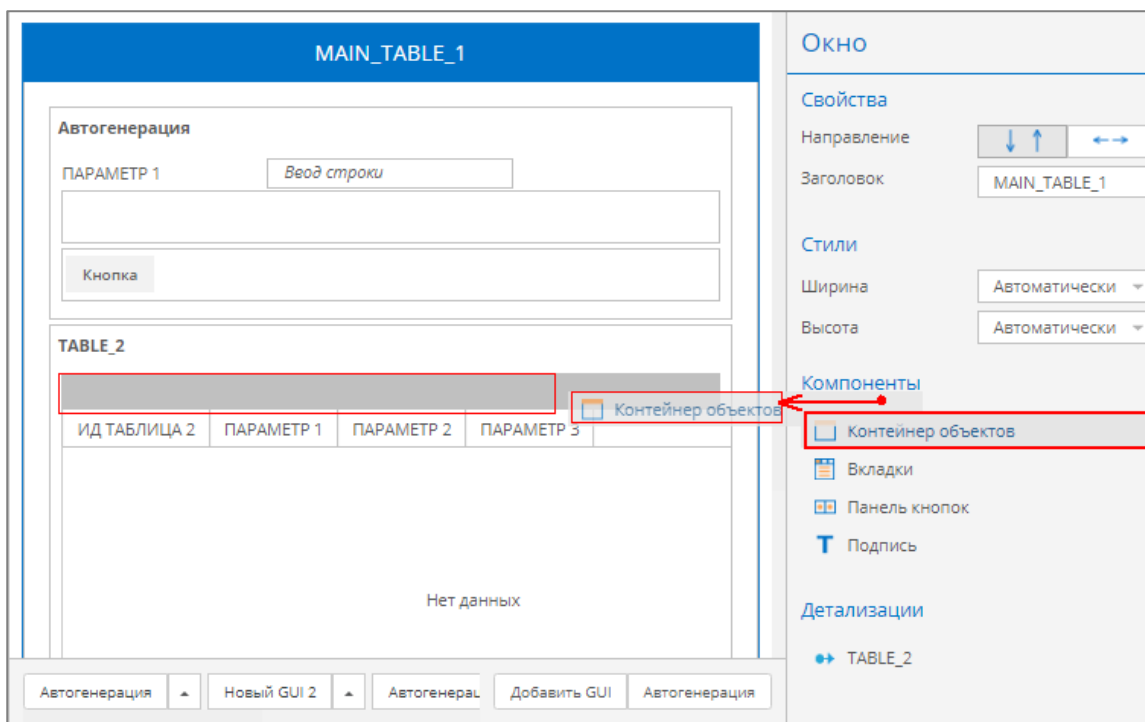 MAIN_TABLE_1
Автогенерация
ПАРАМЕТР 1 Ввод строки
Кнопка
TABLE_2
Контейнер объектов
ИД ТАБЛИЦА 2 ПАРАМЕТР 1 ПАРАМЕТР 2 ПАРАМЕТР 3
Нет данных
Автогенерация Новый GUI 2 Автогенерац Добавить GUI Автогенерация
Окно
Свойства
Направление
Заголовок MAIN_TABLE_1
Стили
Ширина Автоматически
Высота Автоматически
Компоненты
Контейнер объектов
Вкладки
Панель кнопок
Подпись
Детализации
TABLE_2